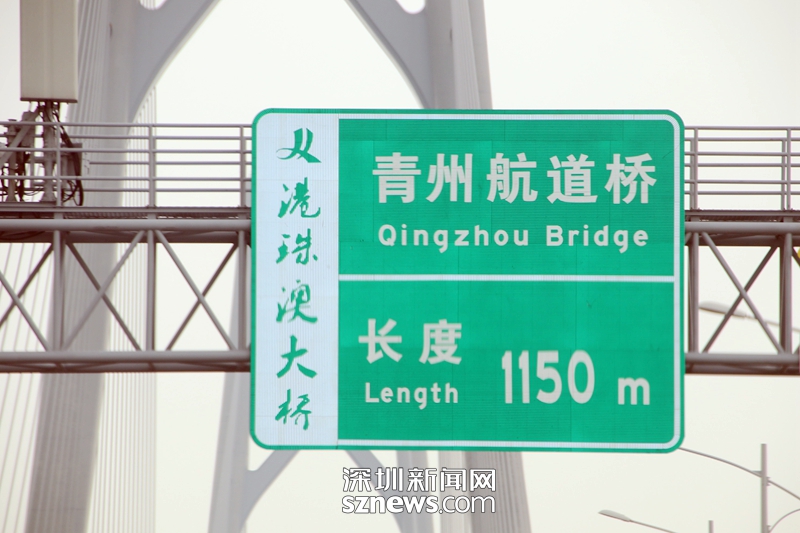 港珠澳大桥
青州航道桥
Qingzhou Bridge
长度
Length
1150 m
深圳新闻网
sznews.com